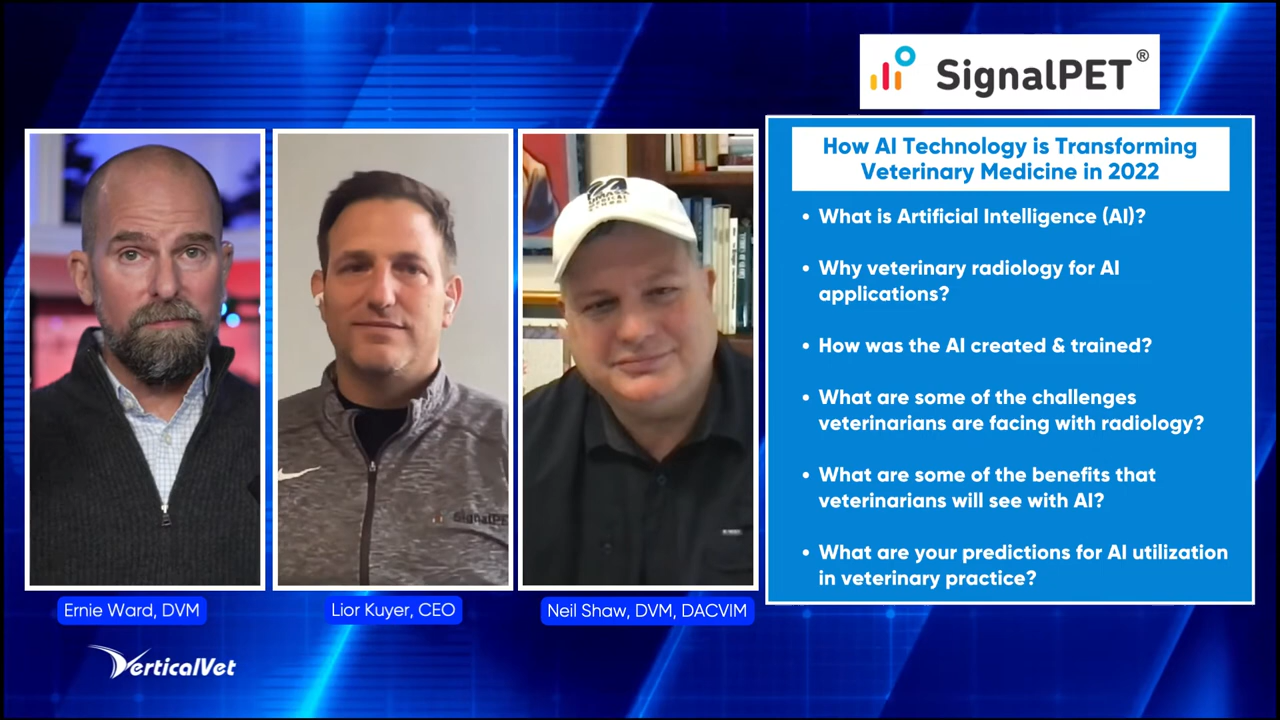 SignalPET®
How AI Technology is Transforming
Veterinary Medicine in 2022
• What is Artificial Intelligence (AI)?
• Why veterinary radiology for AI
applications?
• How was the AI created & trained?
• What are some of the challenges
veterinarians are facing with radiology?
• What are some of the benefits that
veterinarians will see with AI?
• What are your predictions for AI utilization
in veterinary practice?
SignalPET
Ernie Ward, DVM
Lior Kuyer, CEO
Neil Shaw, DVM, DACVIM
VerticalVet